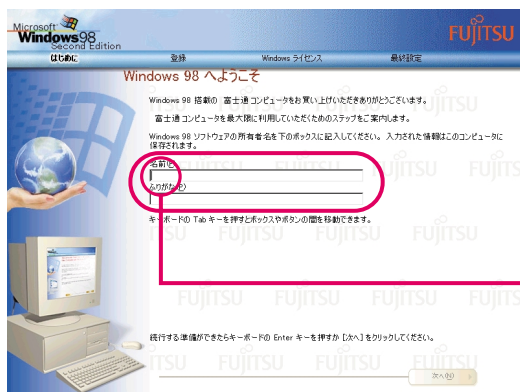 Microsoft
Windows98
Second Edition
FUJITSU
はじめに 登録 Windows ライセンス 最終設定
Windows 98 へようこそ
Windows 98 搭載の 富士通 コンピュータをお買い上げいただきありがとうございます。
富士通 コンピュータを最大限に利用していただくためのステップをご案内します。
Windows 98 ソフトウェアの所有者名を下のボックスに記入してください。 入力された情報はこのコンピュータに
保存されます。
名前(E)
ふりがな(P)
キーボードの Tab キーを押すとボックスやボタンの間を移動できます。
続行する準備ができたらキーボードの Enter キーを押すか [次へ] をクリックしてください。
次へ(N)